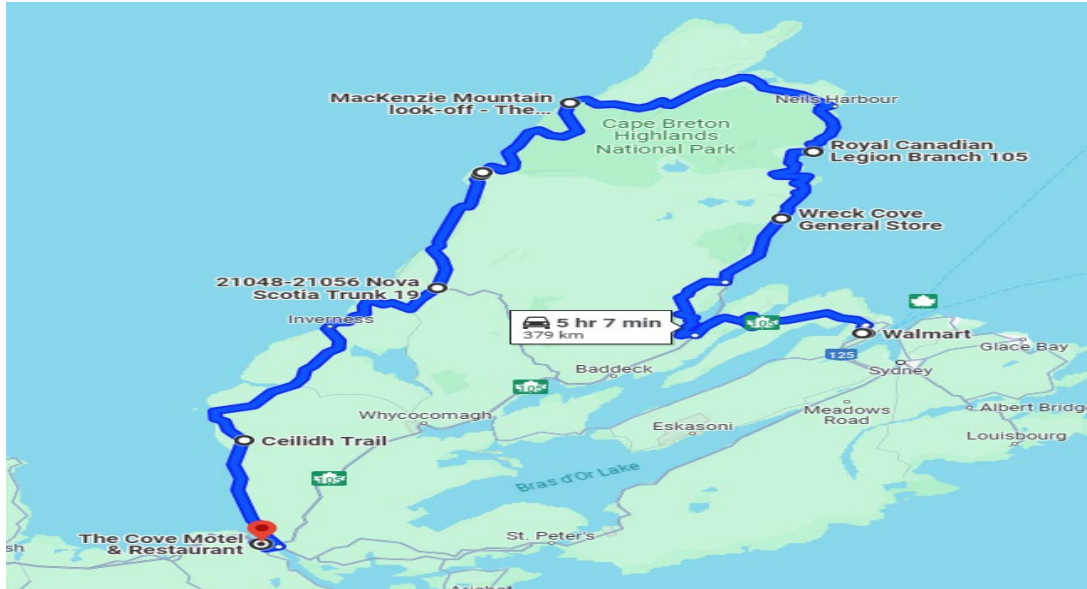 MacKenzie Mountain
look-off - The...
Neils Harbour
Cape Breton
Highlands
National Park
Royal Canadian
Legion Branch 105
Wreck Cove
General Store
21048-21056 Nova
Scotia Trunk 19
Inverness
5 hr 7 min
379 km
105
Walmart
125
Glace Bay
Sydney
Baddeck
105
Whycocomagh
Meadows
Road
Albert Bridg
Eskasoni
Louisbourg
Ceilidh Trail
105
Bras d'Or Lake
The Cove Motel
& Restaurant
St. Peter's
sh
Arichat